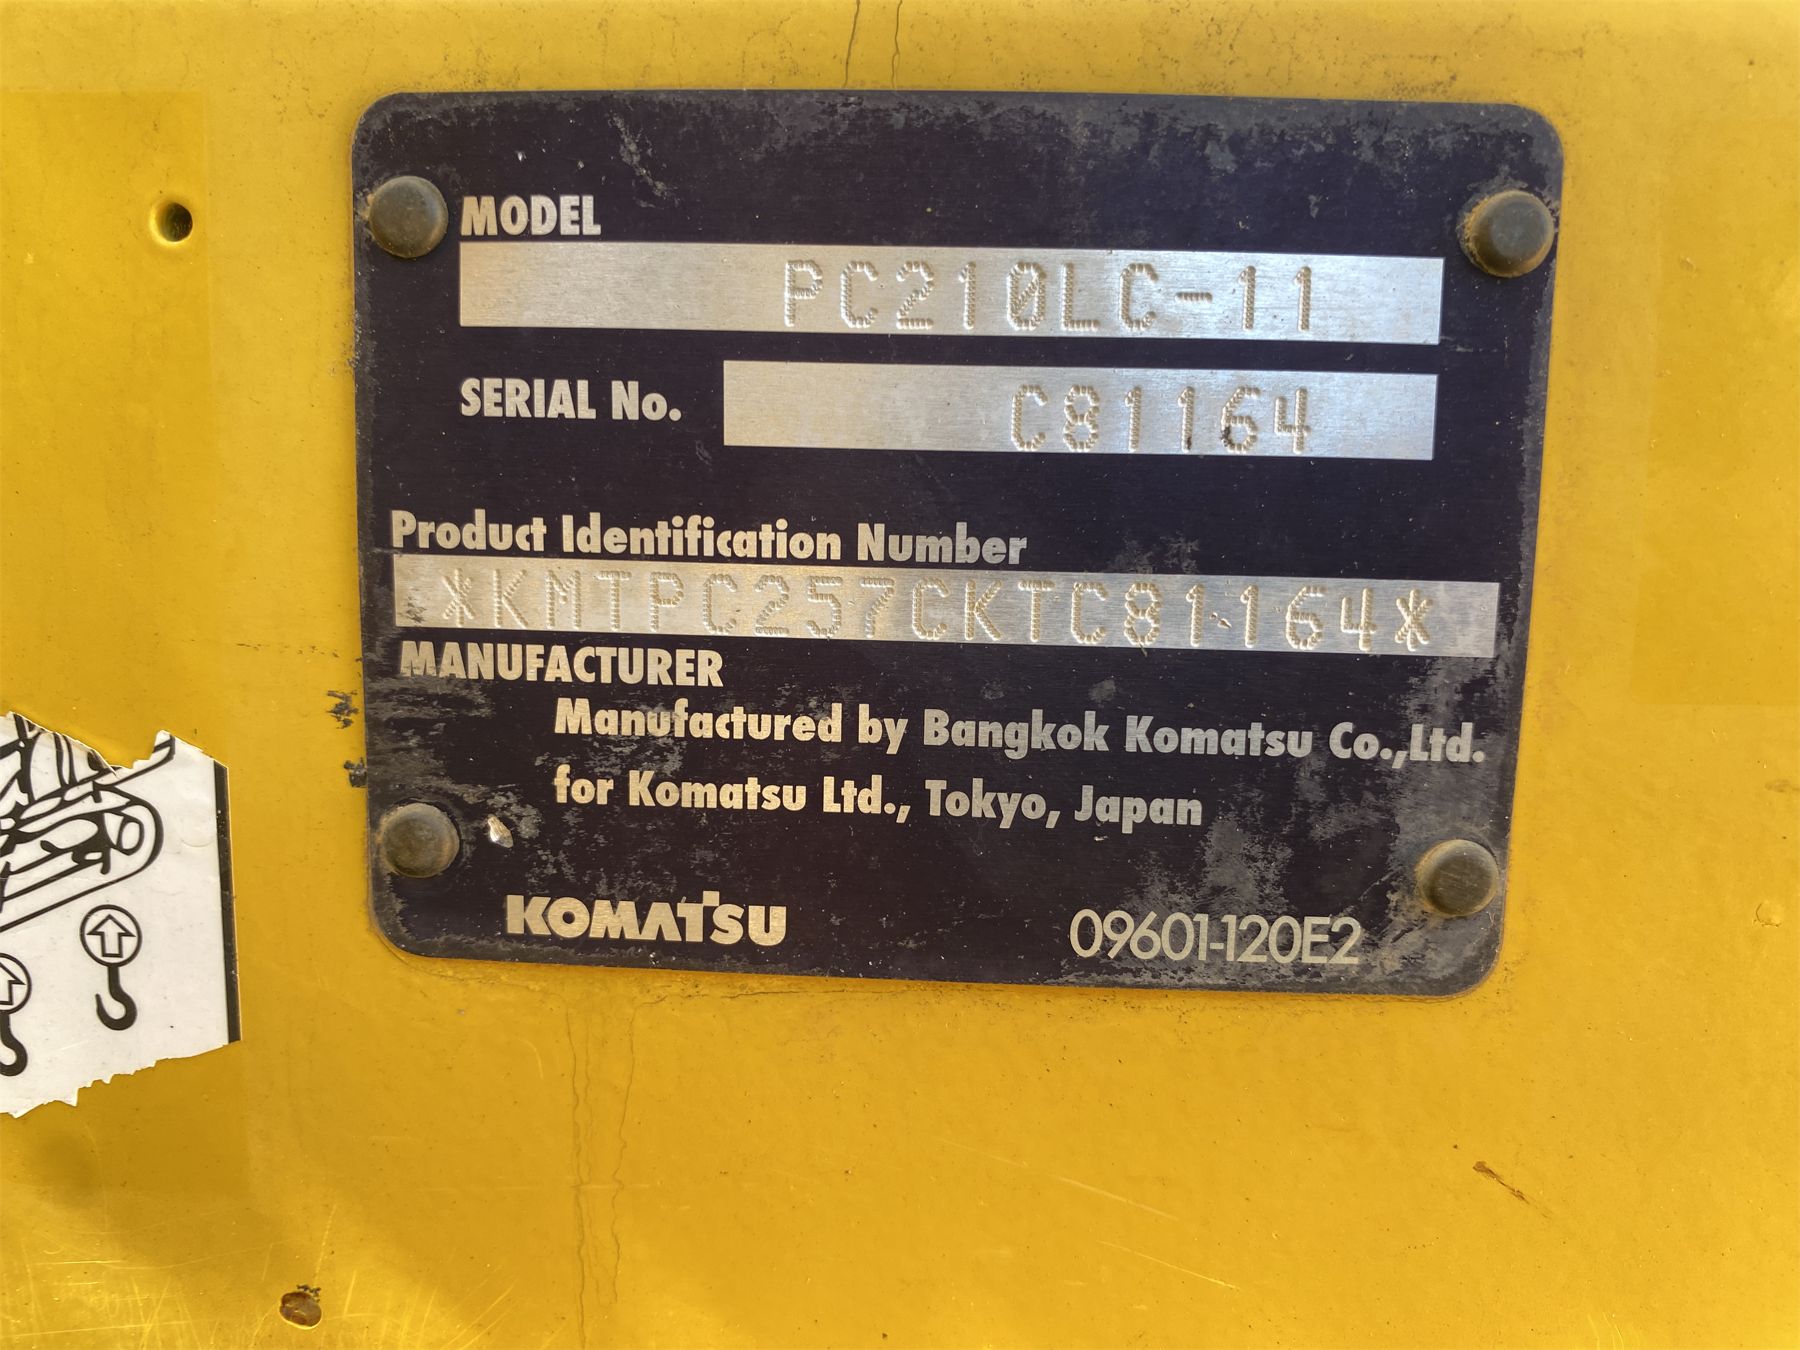 MODEL
PC210LC-11
SERIAL No.
C81164
Product Identification Number
*KMTPC257CKTC81164*
MANUFACTURER
Manufactured by Bangkok Komatsu Co.,Ltd.
for Komatsu Ltd., Tokyo, Japan
KOMATSU
09601-120E2